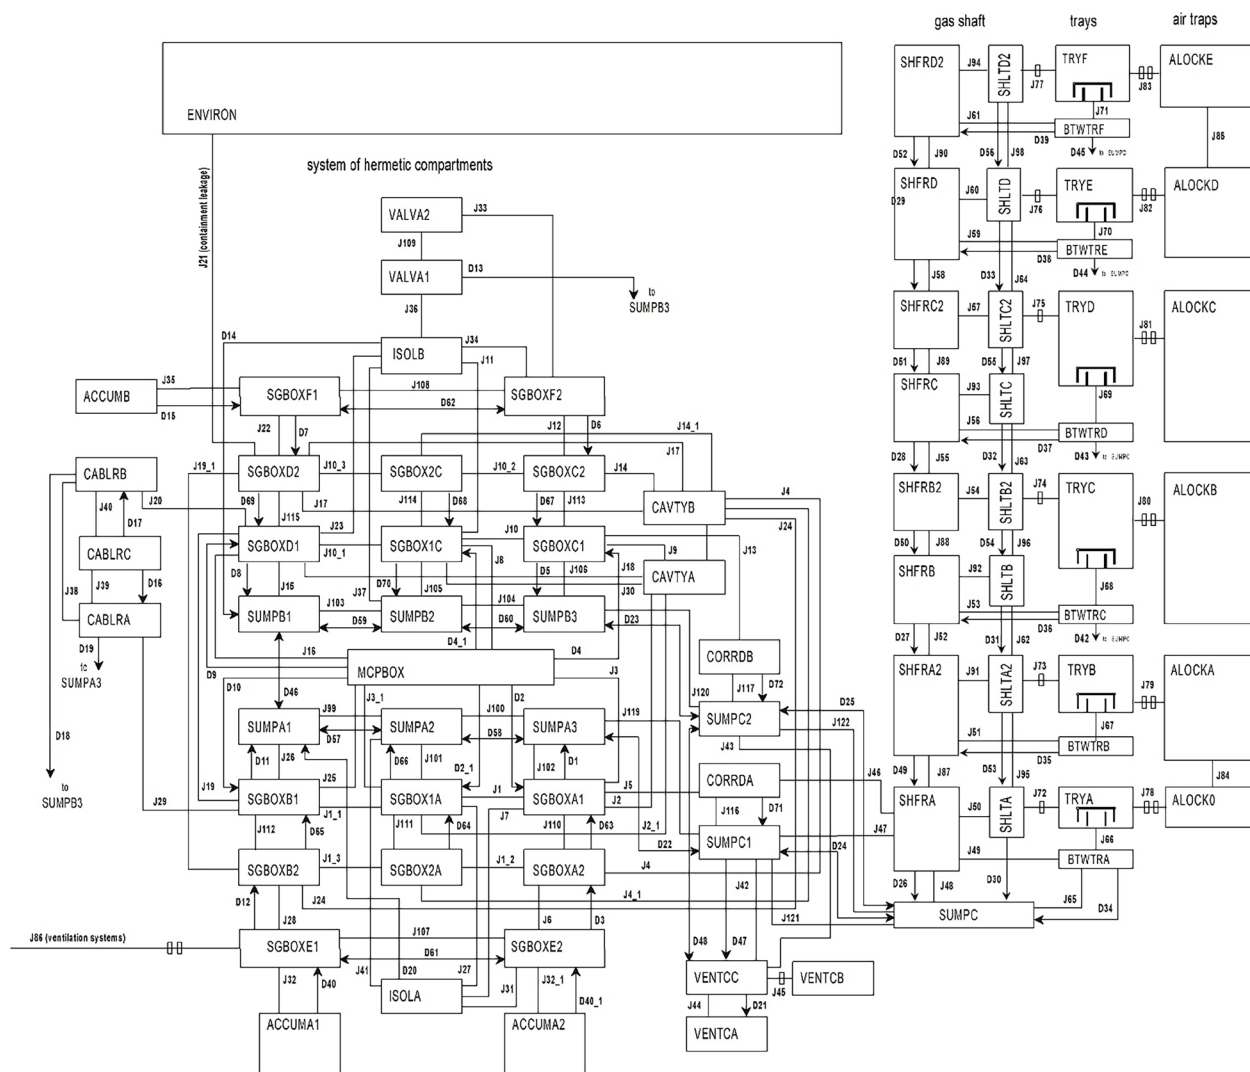 gas shaft trays air traps
SHFRD2 J94 SHLTD2 J77 TRYF J83 ALOCKE
J71
J61 BTWTRF
D39
D52 J90 D56 J98 D45 to SUMPC J85
ENVIRON
system of hermetic compartments
J21 (containment leakage)
SHFRD J60 SHLTD J76 TRYE J82 ALOCKD
D29
J70
J59 BTWTRE
D38
J58 D33 J64 D44 to SUMPC
VALVA2 J33
J109
VALVA1 D13
to
SUMPB3
J36
SHFRC2 J57 SHLTC2 J75 TRYD J81 ALOCKC
D51 J89 D55 J97
D14 ISOLB J34
J11
SHFRC J93 SHLTC J69
J56 BTWTRD
D37
D28 J55 D32 J63 D43 to SUMPC
ACCUMB J35 SGBOXF1 J108 SGBOXF2
D15 D62
J22 D7 J12 D6 J14_1
J17
CABLRB J19_1 SGBOXD2 J10_3 SGBOX2C J10_2 SGBOXC2 J14
J4
J40 D17 J20 D69 J17 J114 D68 D67 J113 CAVTYB J24
J115 J23
SHFRB2 J54 SHLTB2 J74 TRYC J80 ALOCKB
D50 J88 D54 J96
CABLRC SGBOXD1 J10_1 SGBOX1C J10 SGBOXC1 J9 J13
J8
J38 J39 D16 D8 J15 J37 D70 J105 D5 J106 J18 CAVTYA
J30
SHFRB J92 SHLTB J68
J53 BTWTRC
D36
D27 J52 D31 J62 D42 to SUMPC
CABLRA SUMPB1 J103 SUMPB2 J104 SUMPB3
D59 D60 D23
D19
to
SUMPA3
D9 J16 D4_1 D4 CORRDB
MCPBOX J3
D10 D46 J3_1 D2 J120 J117 D72
SHFRA2 J91 SHLTA2 J73 TRYB J79 ALOCKA
J67
J51 BTWTRB
D35
D49 J87 D53 J95 J84
D18
SUMPA1 J99 SUMPA2 J100 SUMPA3 J119 SUMPC2 D25
D57 D58 J122
D11 J26 D66 J101 D2_1 J102 D1 J43
to
SUMPB3
J29 J19 SGBOXB1 J25 SGBOX1A J1 SGBOXA1 J5 CORRDA J46
J1_1 J7 J2
SHFRA J50 SHLTA J72 TRYA J78 ALOCK0
J112 D65 J111 D64 J110 D63 J2_1 J116 D71
D22 SUMPC1 J47
D24
J66
J49 BTWTRA
SGBOXB2 J1_3 SGBOX2A J1_2 SGBOXA2 J4
D12 J24 J4_1 J42
D26 J48 D30 J65 D34
SUMPC
J28 J6 D3 J121
J86 (ventilation systems) SGBOXE1 J107 SGBOXE2 D48 D47
D61
J32 D40 J41 D20 J27 J31 J32_1 D40_1
ISOLA VENTCC J45 VENTCB
ACCUMA1 ACCUMA2 J44 D21
VENTCA